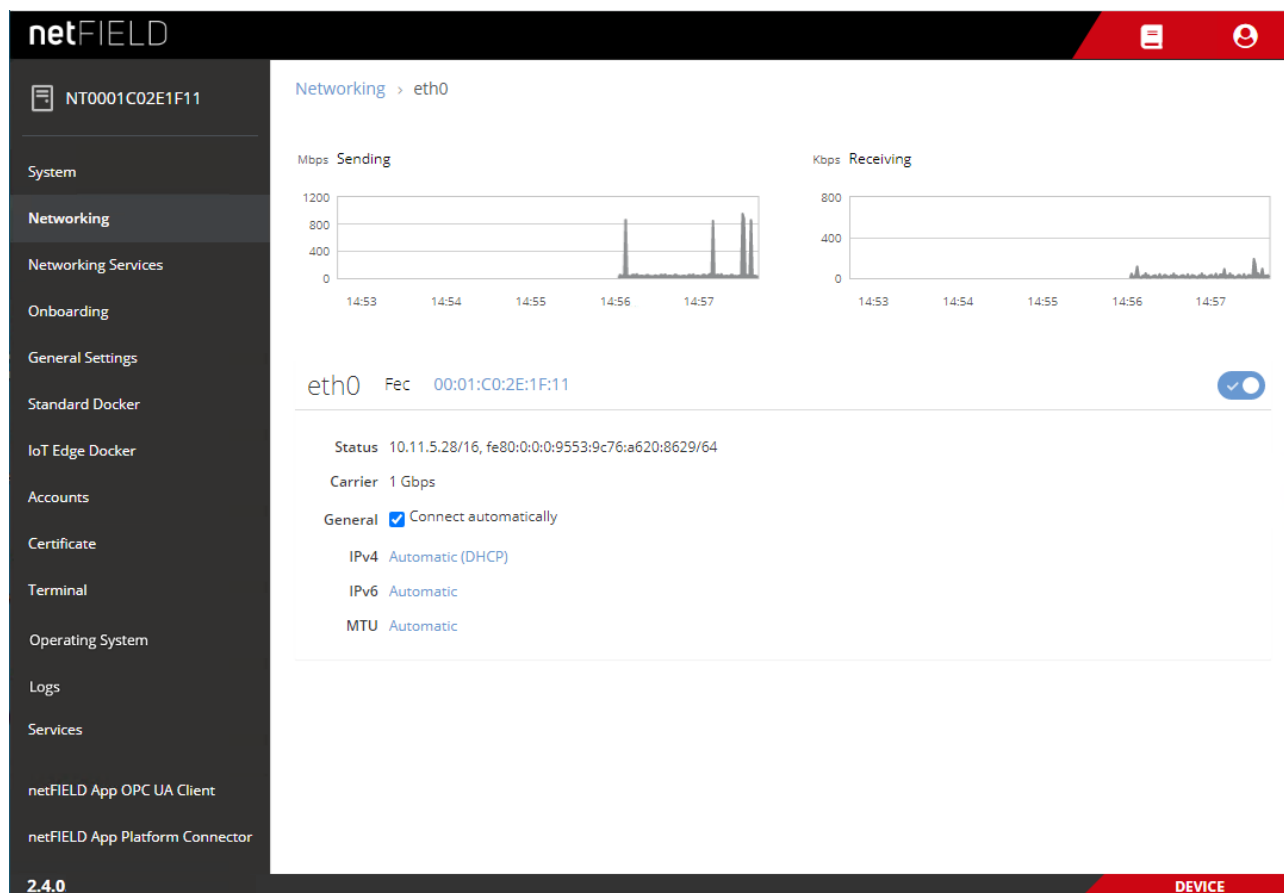 netFIELD
NT0001C02E1F11
System
Networking
Networking Services
Onboarding
General Settings
Standard Docker
IoT Edge Docker
Accounts
Certificate
Terminal
Operating System
Logs
Services
netFIELD App OPC UA Client
netFIELD App Platform Connector
2.4.0
Networking › eth0
Mbps Sending
1200
800
400
0
14:53 14:54 14:55 14:56 14:57
Kbps Receiving
800
400
0
14:53 14:54 14:55 14:56 14:57
eth0 Fec 00:01:C0:2E:1F:11
Status 10.11.5.28/16, fe80:0:0:0:9553:9c76:a620:8629/64
Carrier 1 Gbps
General Connect automatically
IPv4 Automatic (DHCP)
IPv6 Automatic
MTU Automatic
DEVICE